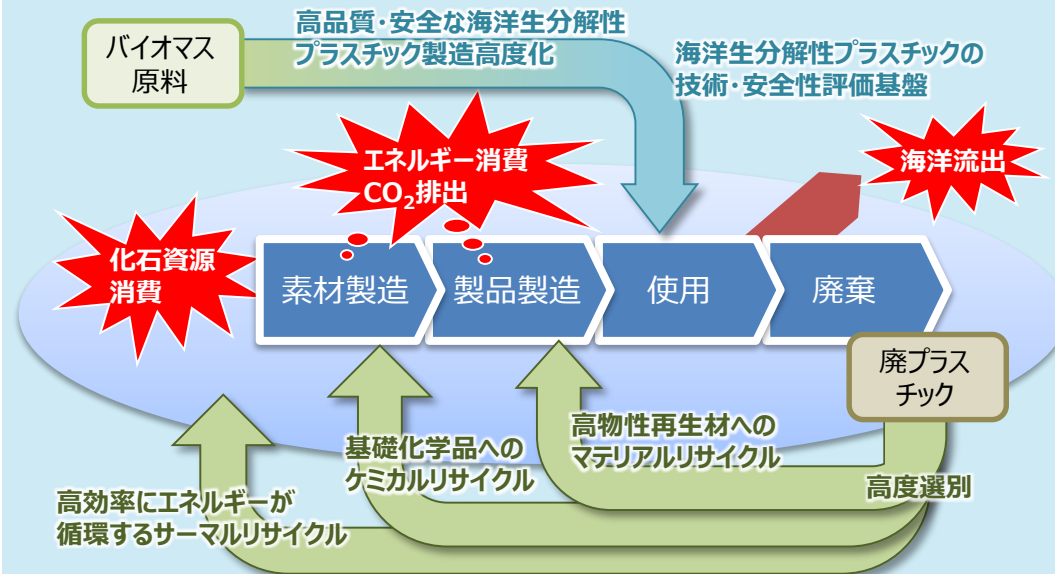 バイオマス
原料
高品質・安全な海洋生分解性
プラスチック製造高度化
海洋生分解性プラスチックの
技術・安全性評価基盤
エネルギー消費
CO₂排出
海洋流出
化石資源
消費
素材製造
製品製造
使用
廃棄
廃プラス
チック
高物性再生材への
マテリアルリサイクル
基礎化学品への
ケミカルリサイクル
高度選別
高効率にエネルギーが
循環するサーマルリサイクル